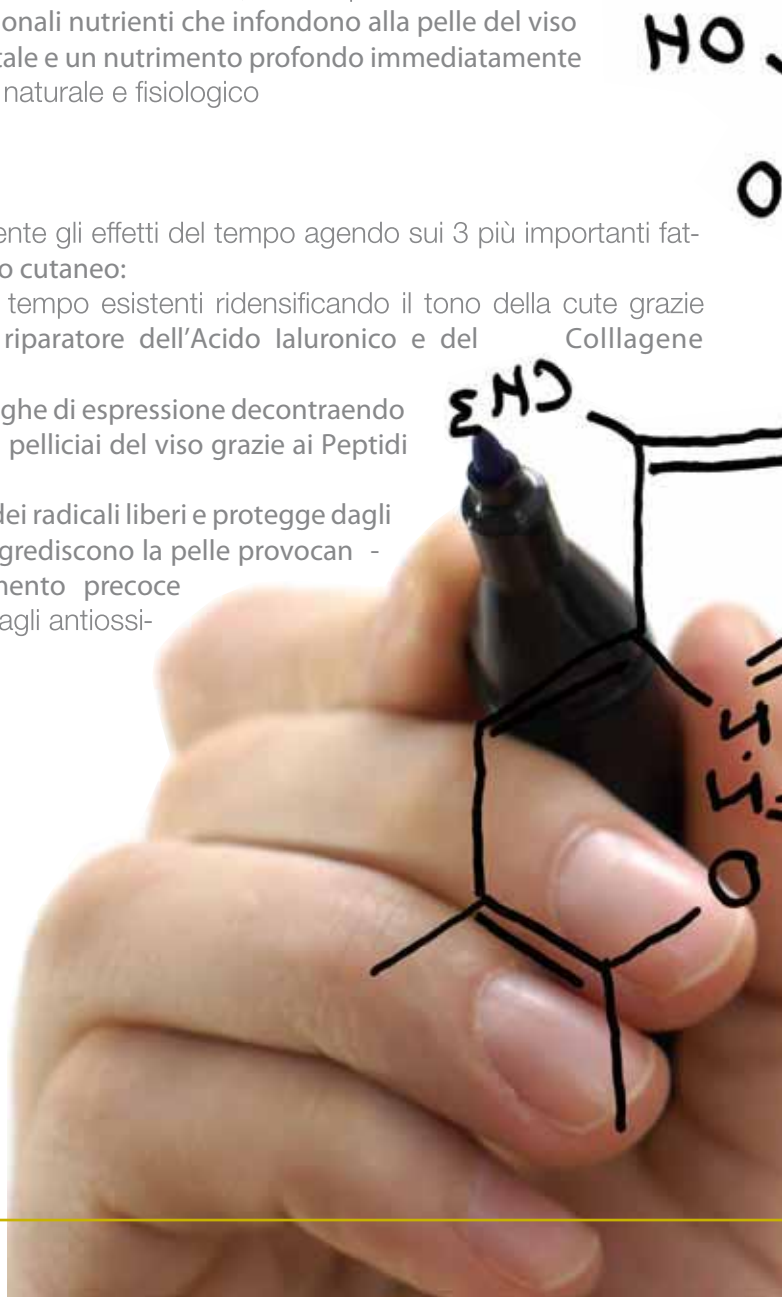 onali nutrienti che infondono alla pelle del viso
tale e un nutrimento profondo immediatamente
naturale e fisiologico
HO
O
ente gli effetti del tempo agendo sui 3 più importanti fat-
o cutaneo:
tempo esistenti ridensificando il tono della cute grazie
riparatore dell’Acido Ialuronico e del Colllagene
CH3
ghe di espressione decontraendo
pelliciai del viso grazie ai Peptidi
dei radicali liberi e protegge dagli
grediscono la pelle provocan -
mento precoce
agli antiossi-
N
N
O